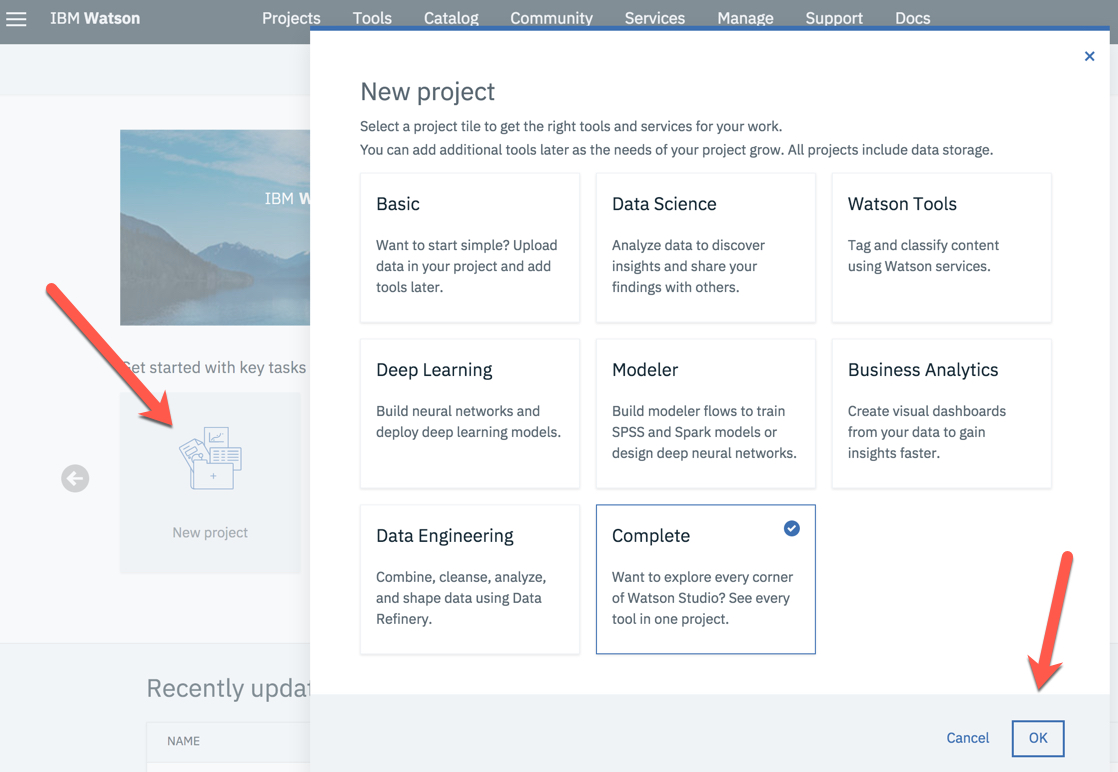 IBM Watson
Projects Tools Catalog Community Services Manage Support Docs
IBM W
Get started with key tasks
New project
Recently updat
NAME
New project
Select a project tile to get the right tools and services for your work.
You can add additional tools later as the needs of your project grow. All projects include data storage.
Basic
Want to start simple? Upload
data in your project and add
tools later.
Data Science
Analyze data to discover
insights and share your
findings with others.
Watson Tools
Tag and classify content
using Watson services.
Deep Learning
Build neural networks and
deploy deep learning models.
Modeler
Build modeler flows to train
SPSS and Spark models or
design deep neural networks.
Business Analytics
Create visual dashboards
from your data to gain
insights faster.
Data Engineering
Combine, cleanse, analyze,
and shape data using Data
Refinery.
Complete
Want to explore every corner
of Watson Studio? See every
tool in one project.
Cancel
OK